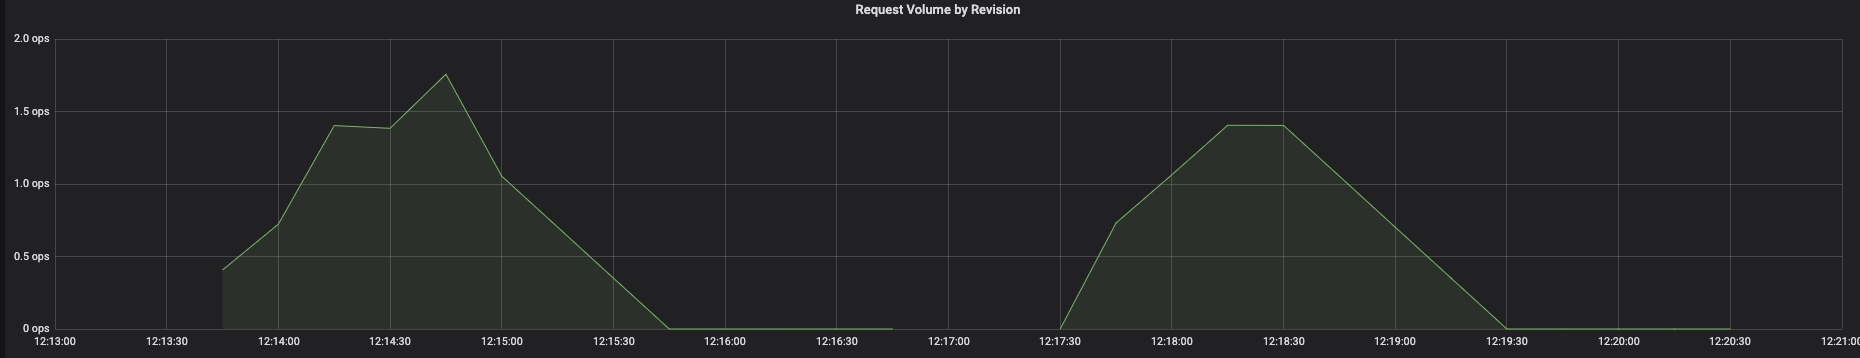 Request Volume by Revision
2.0 ops
1.5 ops
1.0 ops
0.5 ops
0 ops
12:13:00 12:13:30 12:14:00 12:14:30 12:15:00 12:15:30 12:16:00 12:16:30 12:17:00 12:17:30 12:18:00 12:18:30 12:19:00 12:19:30 12:20:00 12:20:30 12:21:00